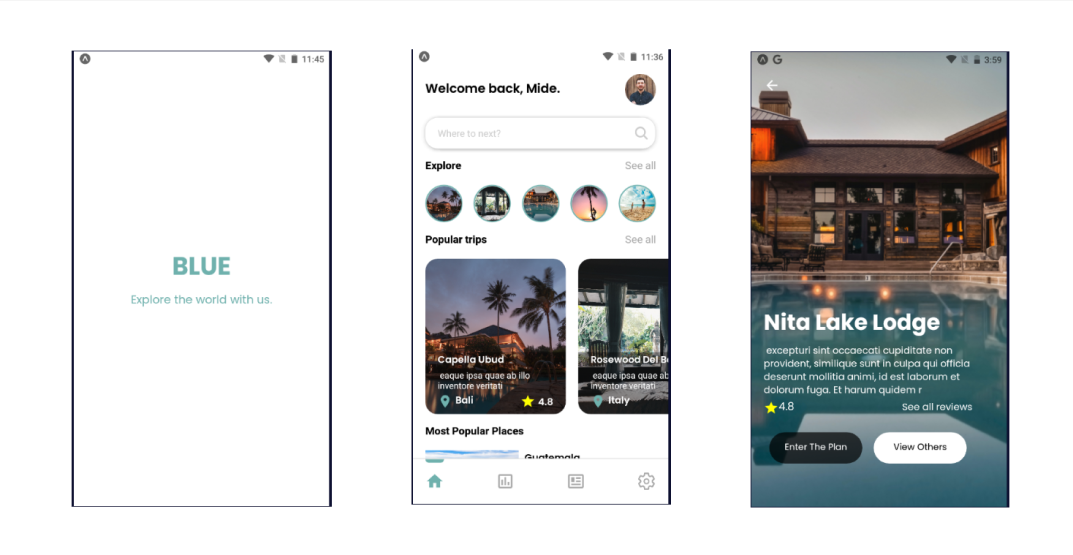 11:45
BLUE
Explore the world with us.
11:36
Welcome back, Mide.
Where to next?
Explore See all
Popular trips See all
Capella Ubud
eaque ipsa quae ab illo
inventore veritati
Bali 4.8
Rosewood Del B
eaque ipsa quae ab
inventore veritati
Italy
Most Popular Places
Guatemala
G 3:59
Nita Lake Lodge
excepturi sint occaecati cupiditate non
provident, similique sunt in culpa qui officia
deserunt mollitia animi, id est laborum et
dolorum fuga. Et harum quidem r
4.8 See all reviews
Enter The Plan View Others